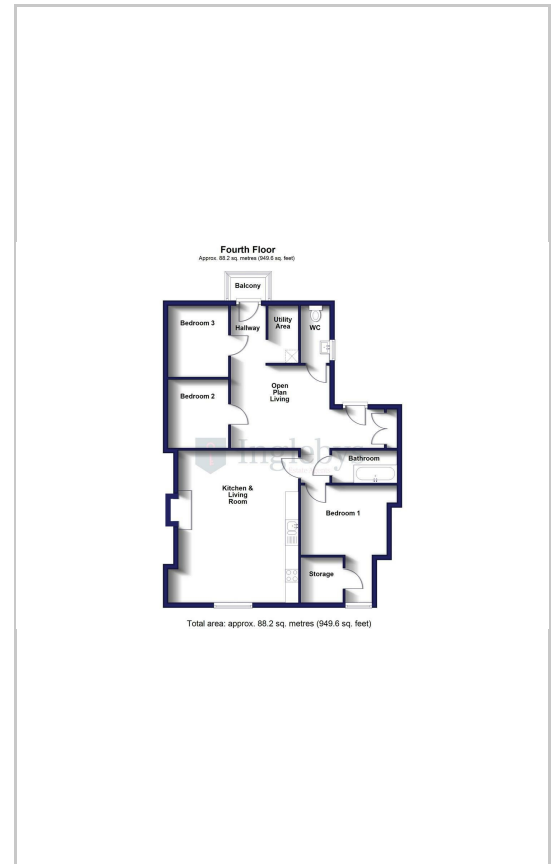 Fourth Floor
Approx. 88.2 sq. metres (949.6 sq. feet)
Balcony
Bedroom 3
Hallway
Utility
Area
WC
Open
Plan
Living
Bedroom 2
Inglebys
Bathroom
Kitchen &
Living
Room
Bedroom 1
Storage
Total area: approx. 88.2 sq. metres (949.6 sq. feet)